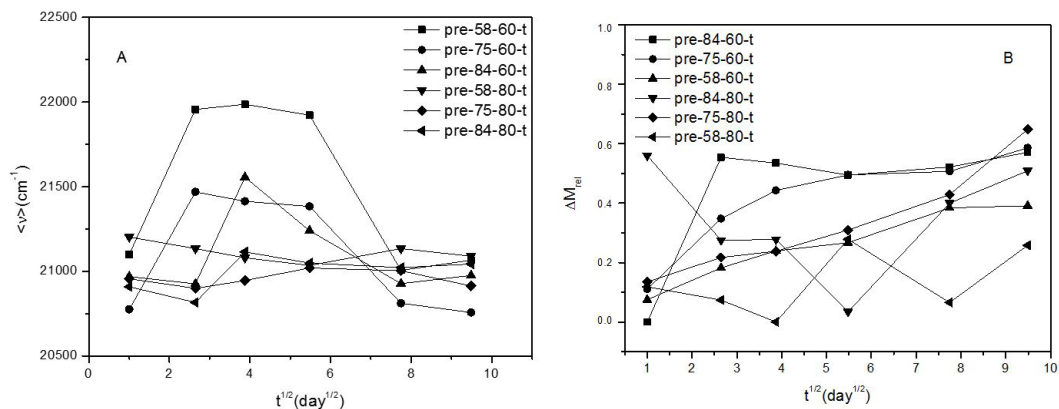 A
22500
22000
21500
21000
20500
<ν>(cm⁻¹)
0 2 4 6 8 10
t^{1/2}(day^{1/2})
pre-58-60-t
pre-75-60-t
pre-84-60-t
pre-58-80-t
pre-75-80-t
pre-84-80-t
B
1.0
0.8
0.6
0.4
0.2
0.0
ΔM_{rel}
1 2 3 4 5 6 7 8 9 10
t^{1/2}(day^{1/2})
pre-84-60-t
pre-75-60-t
pre-58-60-t
pre-84-80-t
pre-75-80-t
pre-58-80-t